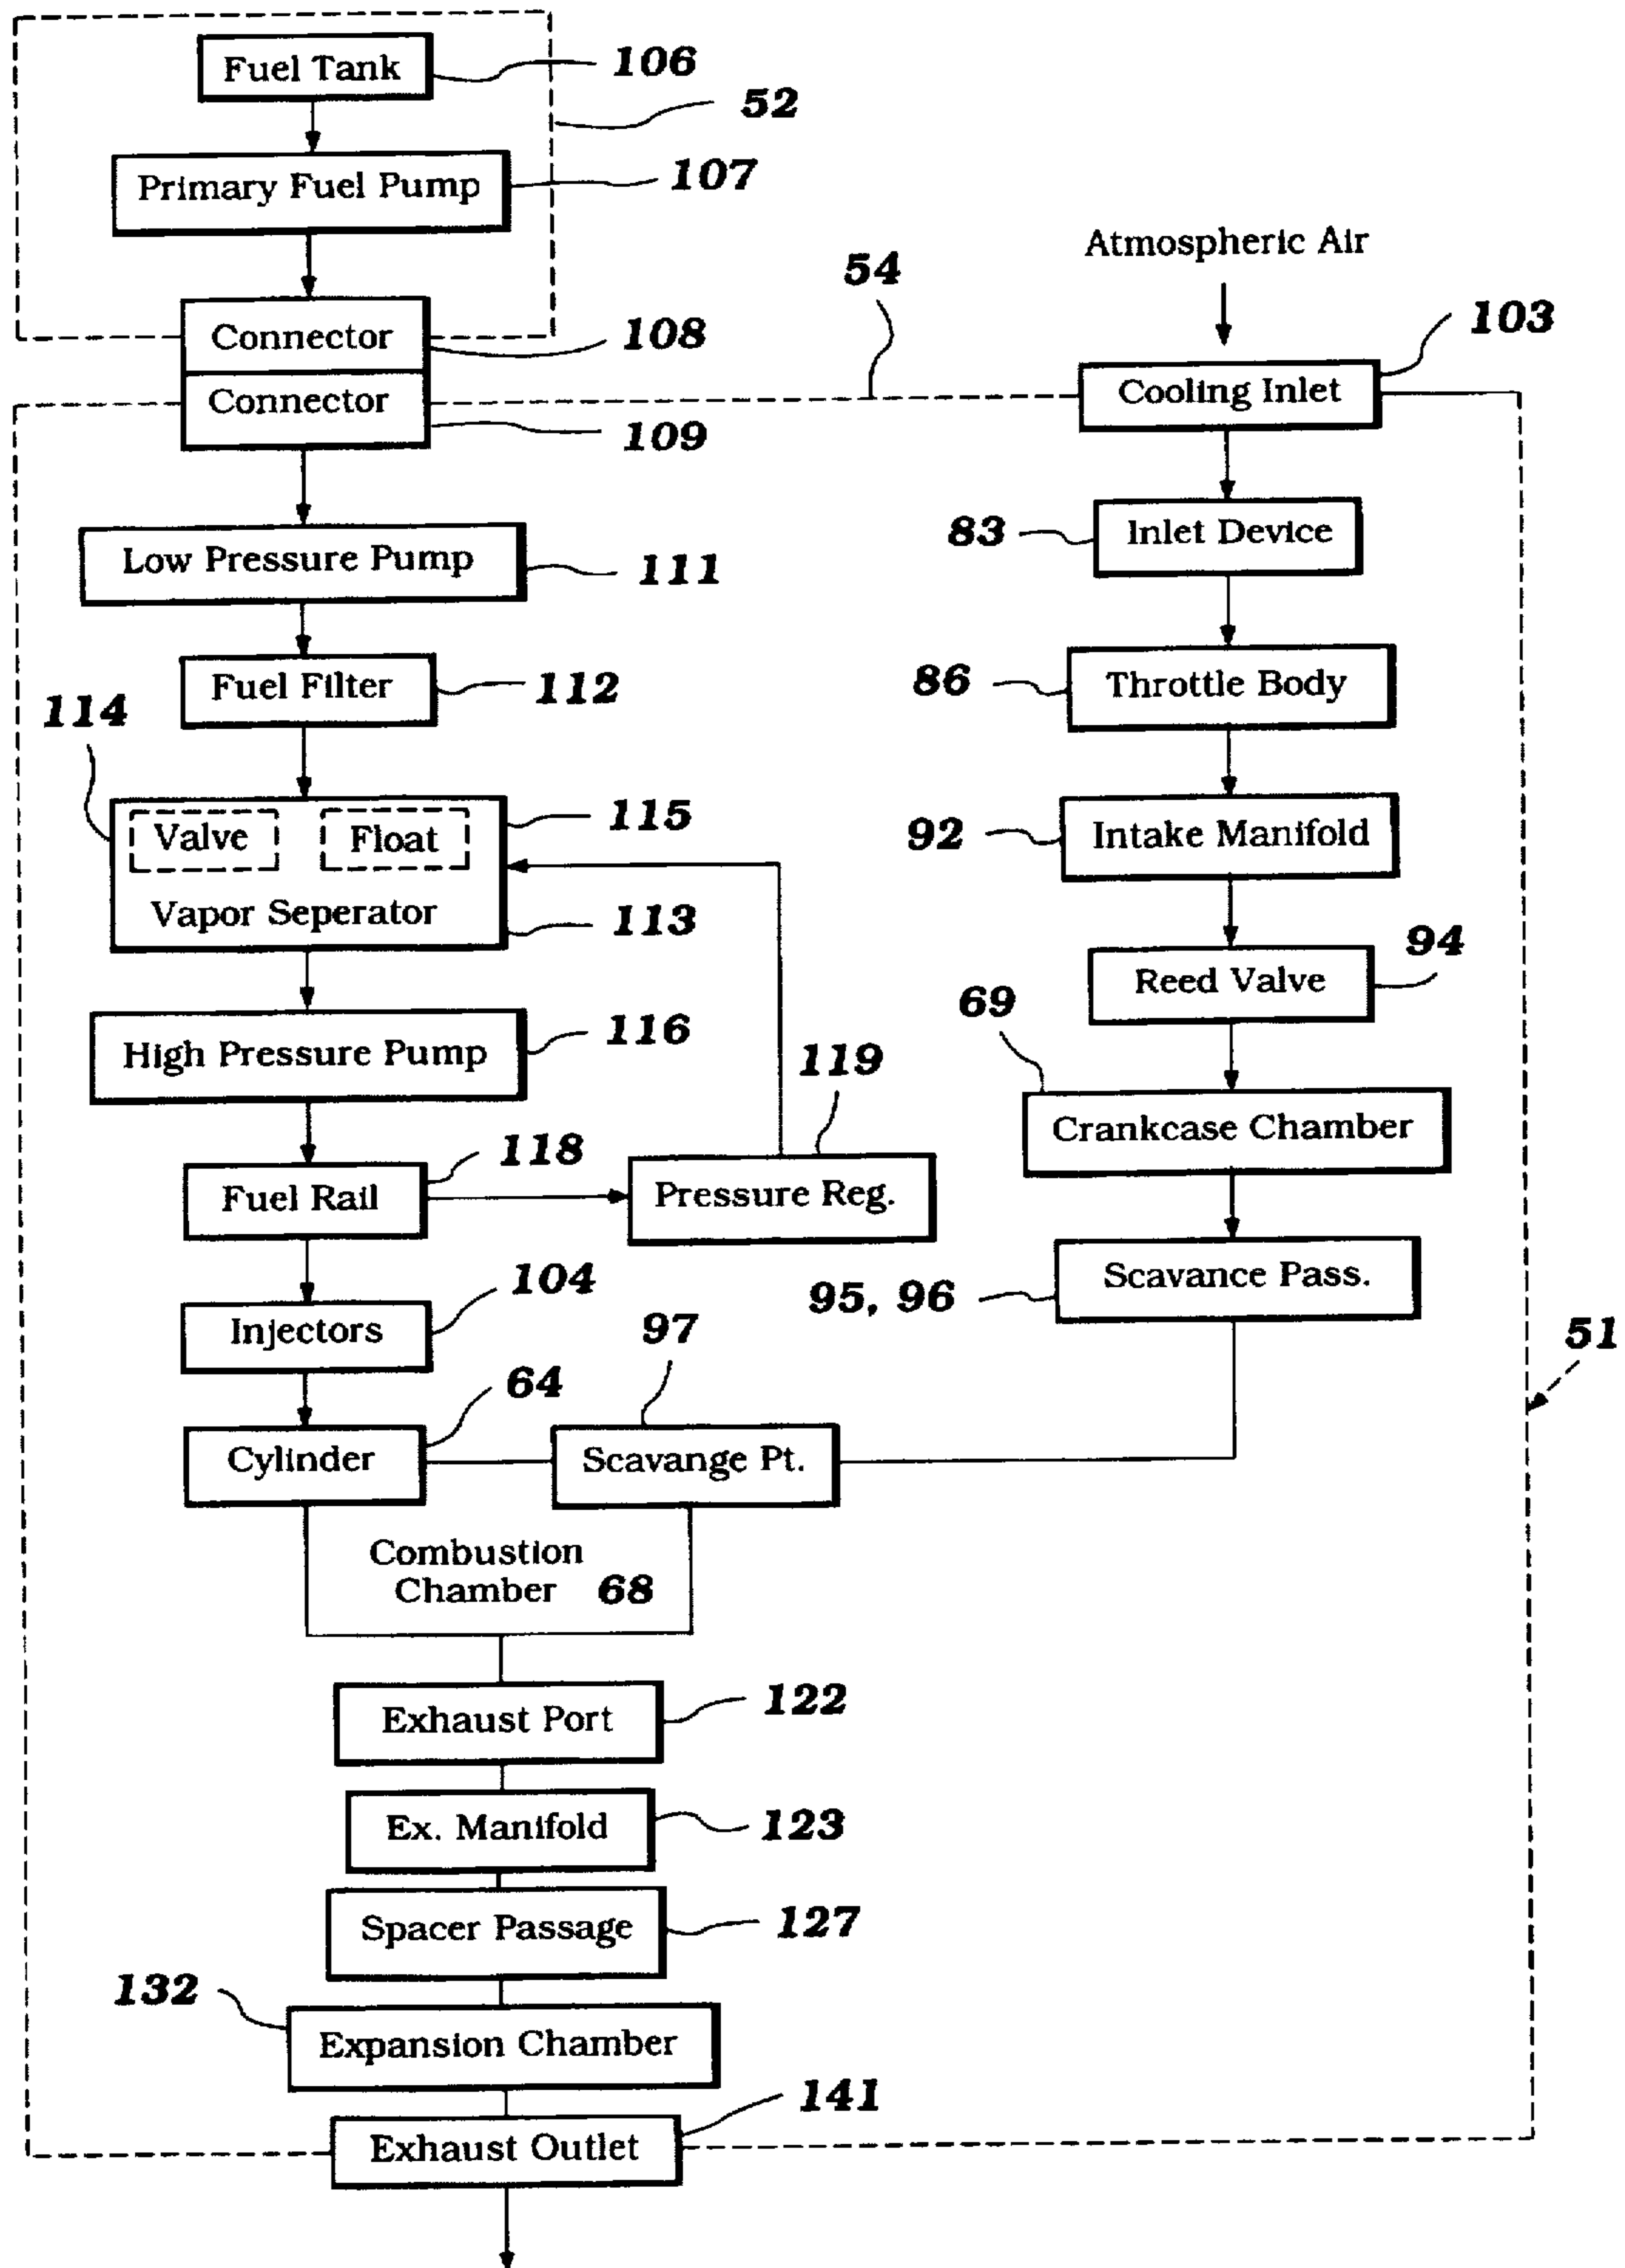 Fuel Tank
106
52
Primary Fuel Pump
107
Atmospheric Air
54
Connector
108
103
Cooling Inlet
Connector
109
83
Inlet Device
Low Pressure Pump
111
Fuel Filter
112
86
Throttle Body
114
Valve
Float
115
92
Intake Manifold
Vapor Seperator
113
94
Reed Valve
69
High Pressure Pump
116
119
Crankcase Chamber
118
Fuel Rail
Pressure Reg.
Scavance Pass.
95, 96
104
Injectors
97
51
64
Cylinder
Scavange Pt.
Combustion
Chamber 68
Exhaust Port
122
Ex. Manifold
123
Spacer Passage
127
132
Expansion Chamber
141
Exhaust Outlet